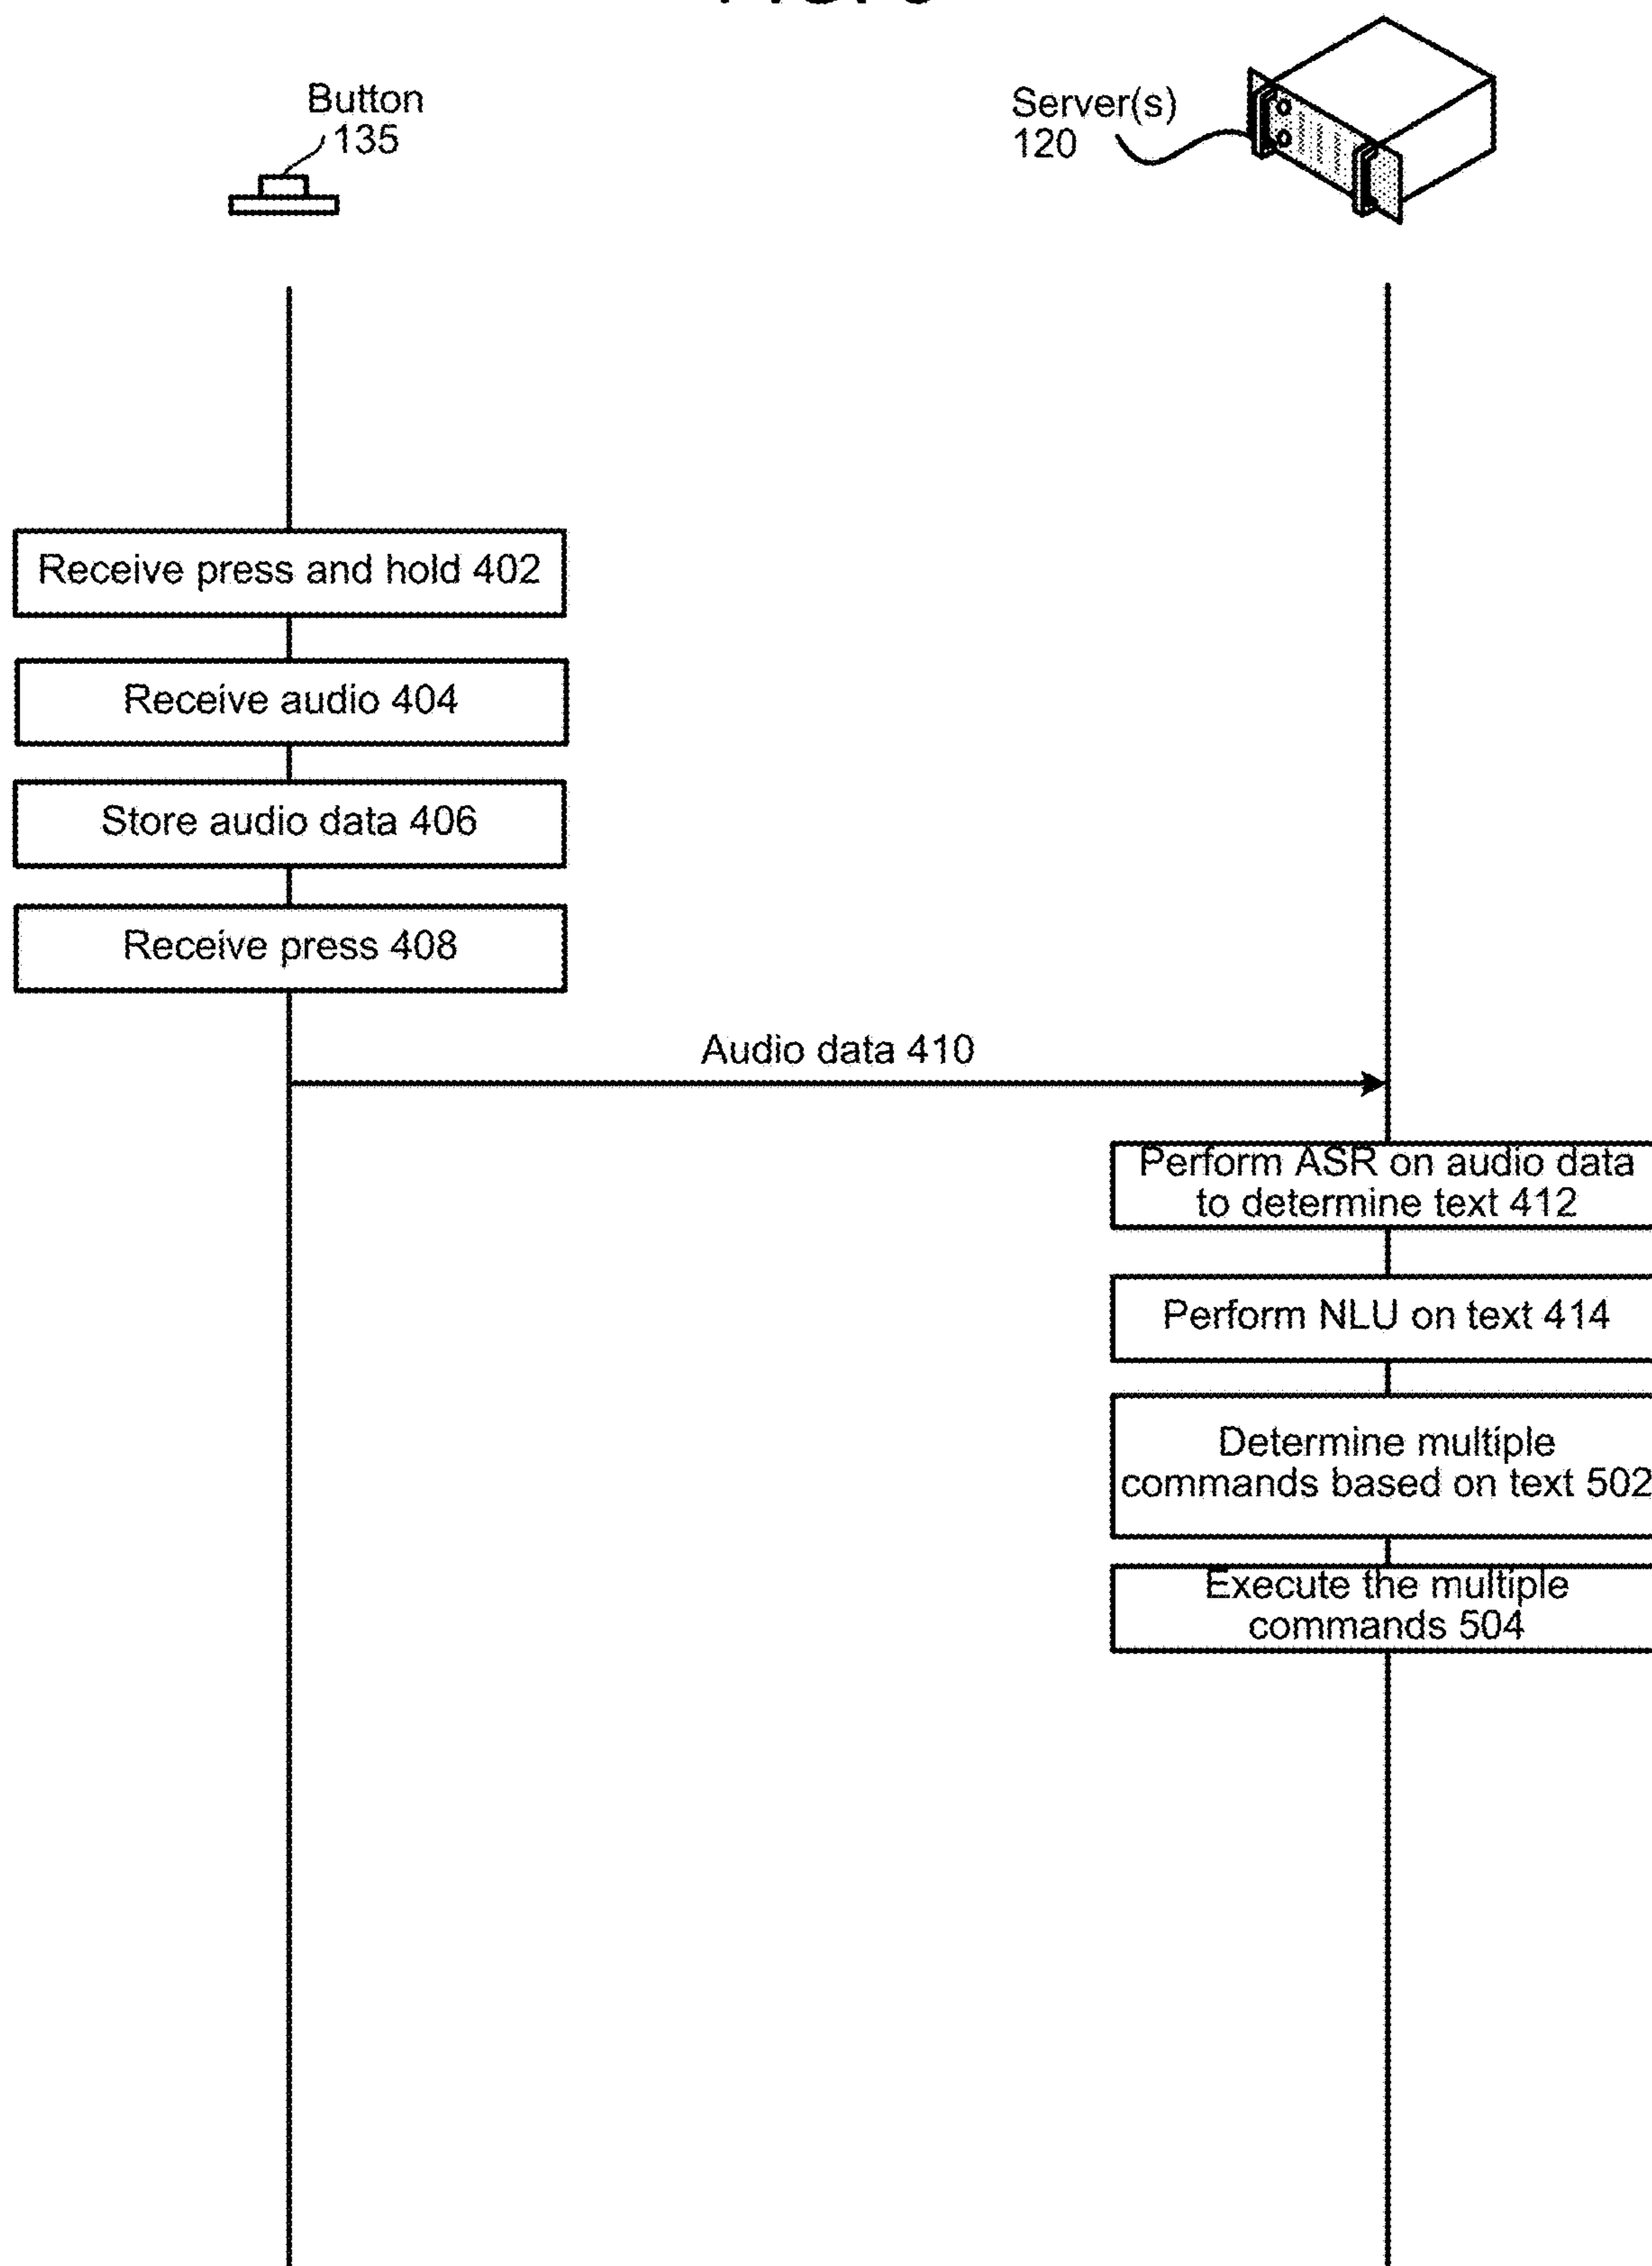 Button
135
Server(s)
120
Receive press and hold 402
Receive audio 404
Store audio data 406
Receive press 408
Audio data 410
Perform ASR on audio data
to determine text 412
Perform NLU on text 414
Determine multiple
commands based on text 502
Execute the multiple
commands 504